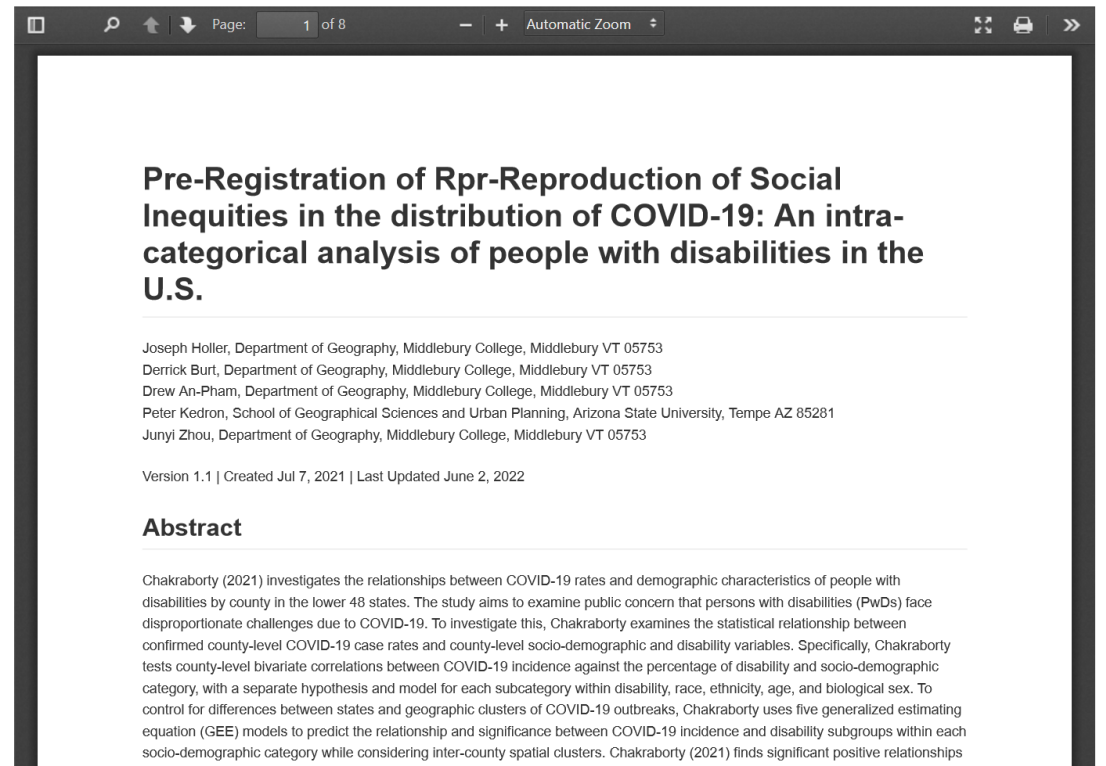 Page: 1 of 8 Automatic Zoom
Pre-Registration of Rpr-Reproduction of Social
Inequities in the distribution of COVID-19: An intra-
categorical analysis of people with disabilities in the
U.S.
Joseph Holler, Department of Geography, Middlebury College, Middlebury VT 05753
Derrick Burt, Department of Geography, Middlebury College, Middlebury VT 05753
Drew An-Pham, Department of Geography, Middlebury College, Middlebury VT 05753
Peter Kedron, School of Geographical Sciences and Urban Planning, Arizona State University, Tempe AZ 85281
Junyi Zhou, Department of Geography, Middlebury College, Middlebury VT 05753
Version 1.1 | Created Jul 7, 2021 | Last Updated June 2, 2022
Abstract
Chakraborty (2021) investigates the relationships between COVID-19 rates and demographic characteristics of people with
disabilities by county in the lower 48 states. The study aims to examine public concern that persons with disabilities (PwDs) face
disproportionate challenges due to COVID-19. To investigate this, Chakraborty examines the statistical relationship between
confirmed county-level COVID-19 case rates and county-level socio-demographic and disability variables. Specifically, Chakraborty
tests county-level bivariate correlations between COVID-19 incidence against the percentage of disability and socio-demographic
category, with a separate hypothesis and model for each subcategory within disability, race, ethnicity, age, and biological sex. To
control for differences between states and geographic clusters of COVID-19 outbreaks, Chakraborty uses five generalized estimating
equation (GEE) models to predict the relationship and significance between COVID-19 incidence and disability subgroups within each
socio-demographic category while considering inter-county spatial clusters. Chakraborty (2021) finds significant positive relationships